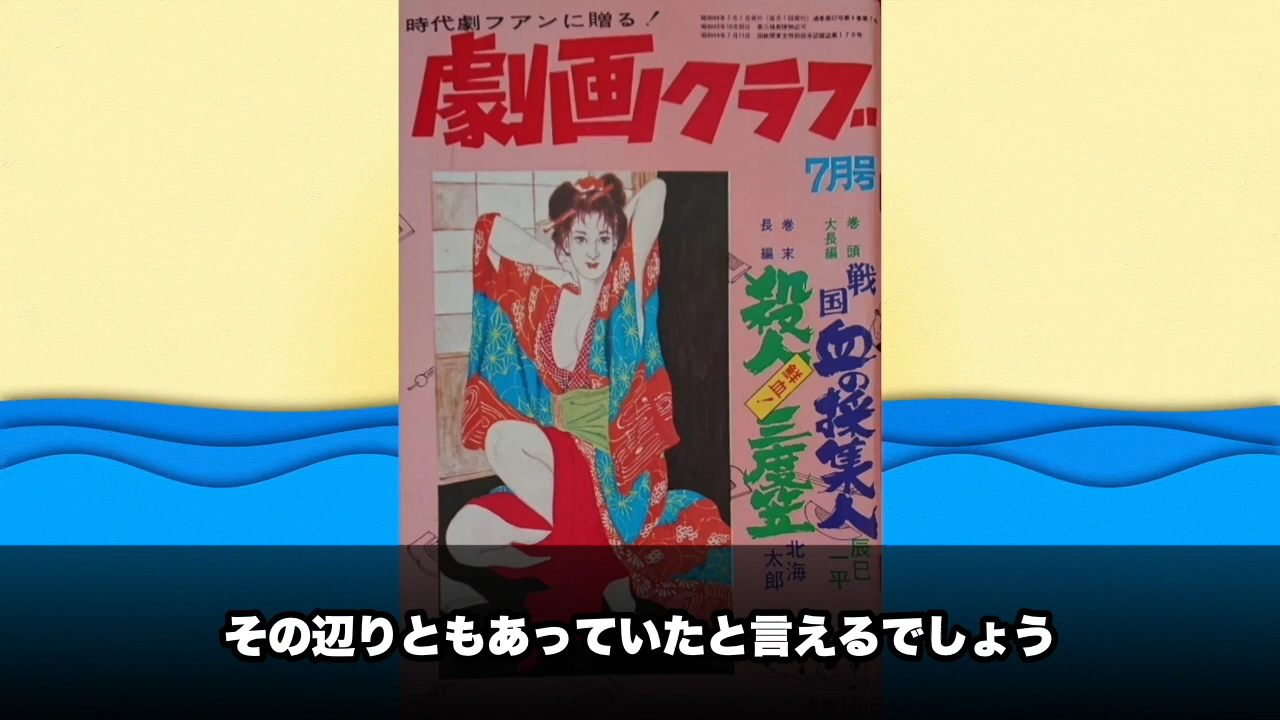 時代劇フアンに贈る!
劇画クラブ
7月号
巻頭
大長編
戦国
血の採集人
辰巳一平
巻末
長編
殺人
鮮血!
三度笠
北海太郎
その辺りともあっていたと言えるでしょう